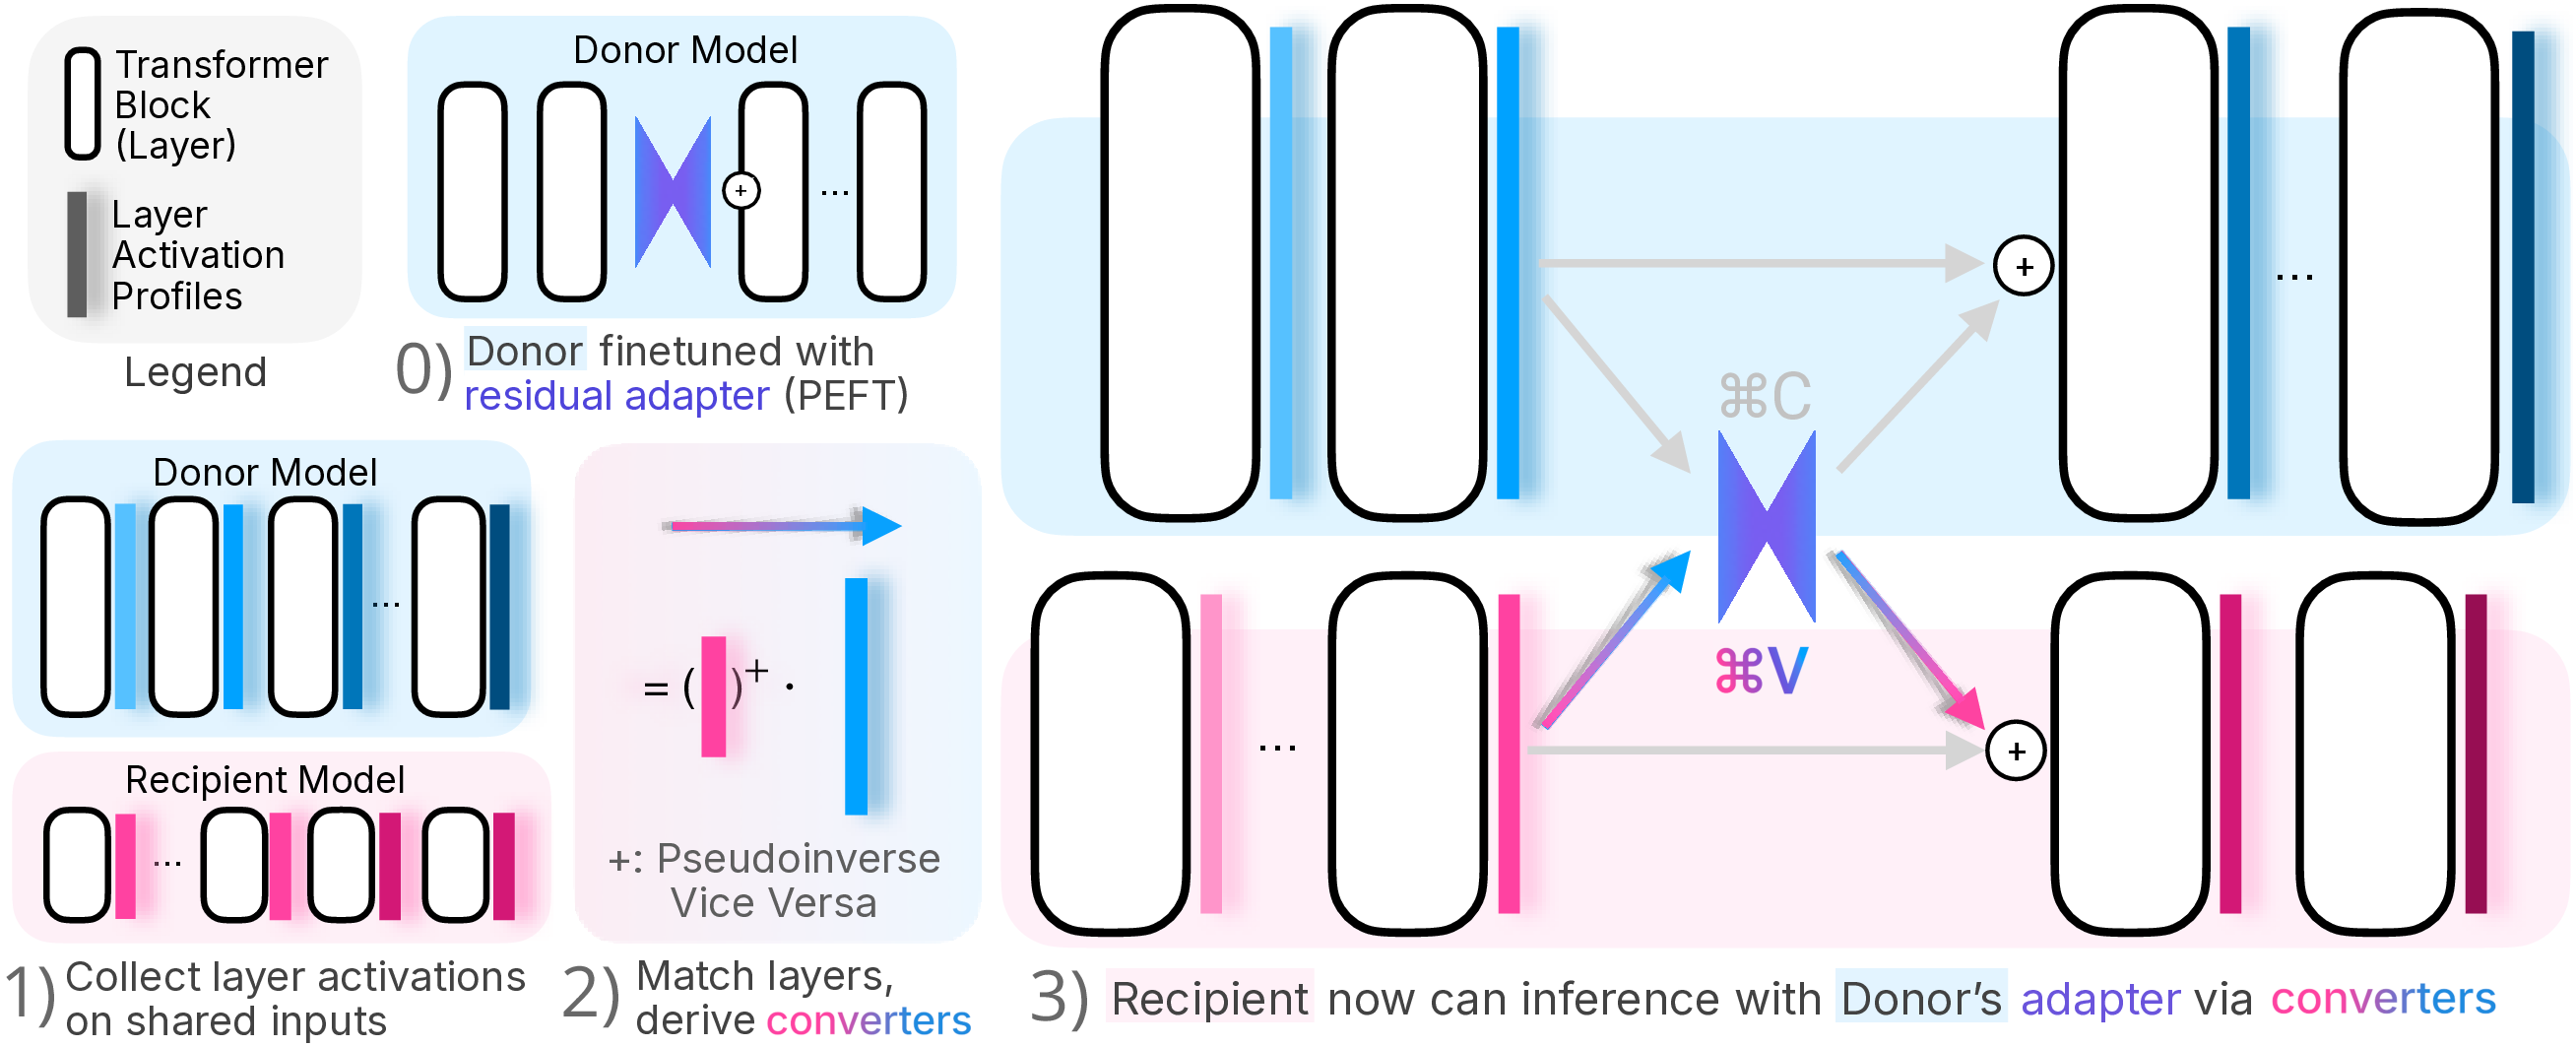 Transformer
Block
(Layer)
Layer
Activation
Profiles
Legend
Donor Model
+
...
0) Donor finetuned with
residual adapter (PEFT)
Donor Model
...
Recipient Model
...
1) Collect layer activations
on shared inputs
= ( )+ ·
+: Pseudoinverse
Vice Versa
2) Match layers,
derive converters
+
...
⌘C
⌘V
...
+
3) Recipient now can inference with Donor's adapter via converters